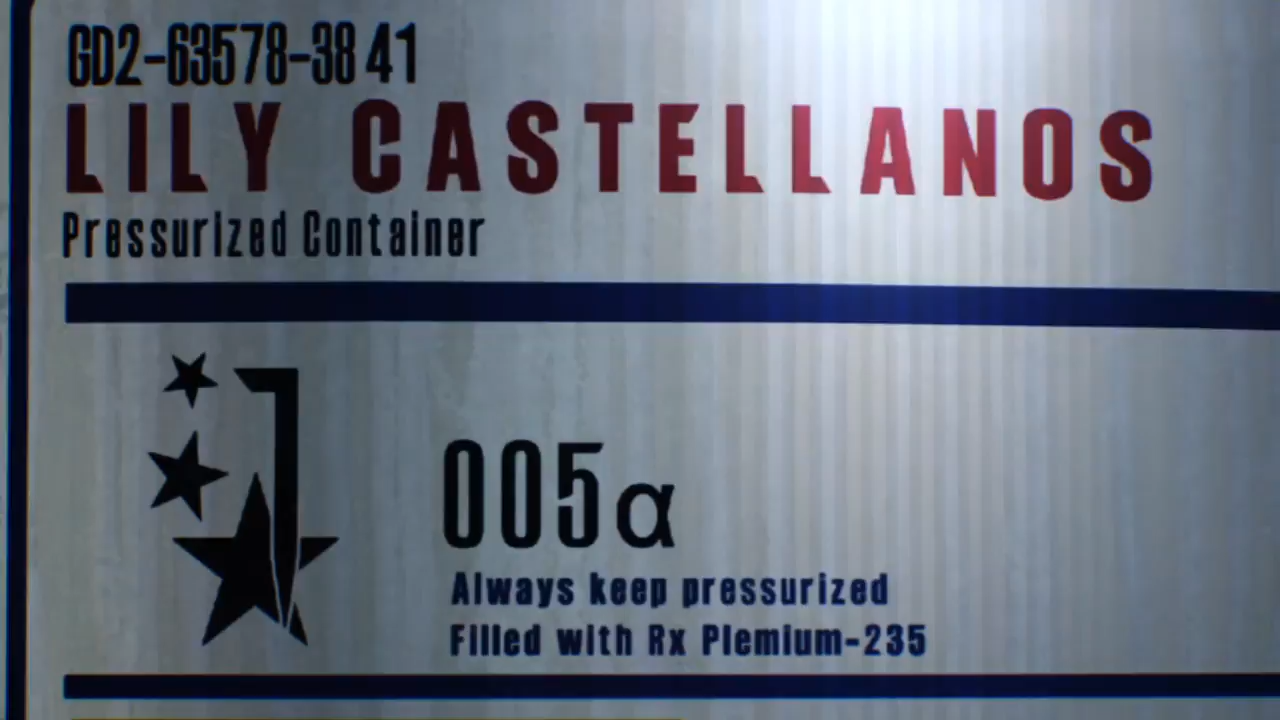 GD2-63578-38 41
LILY CASTELLANOS
Pressurized Container
005α
Always keep pressurized
Filled with Rx Plemium-235